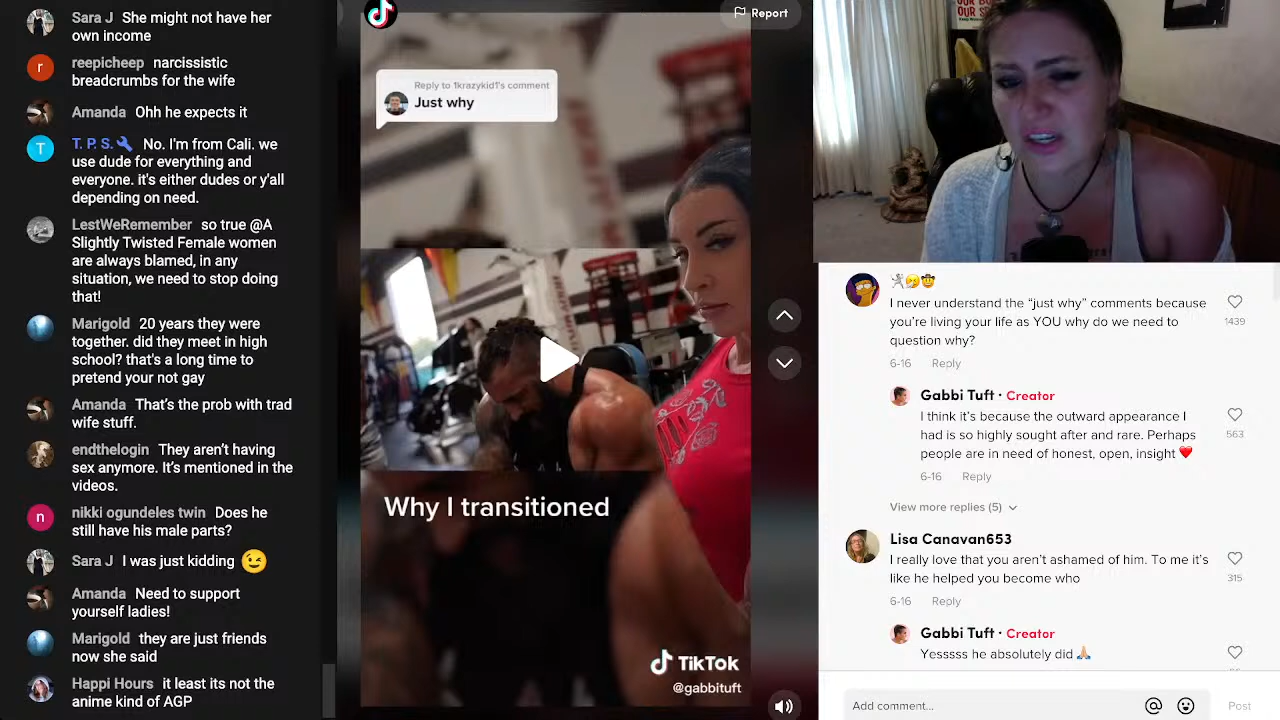 Sara J She might not have her
own income
r
reepicheep narcissistic
breadcrumbs for the wife
Amanda Ohh he expects it
T
T. P. S. No. I'm from Cali. we
use dude for everything and
everyone. it's either dudes or y'all
depending on need.
LestWeRemember so true @A
Slightly Twisted Female women
are always blamed, in any
situation, we need to stop doing
that!
Marigold 20 years they were
together. did they meet in high
school? that's a long time to
pretend your not gay
Amanda That's the prob with trad
wife stuff.
endthelogin They aren't having
sex anymore. It's mentioned in the
videos.
n
nikki ogundeles twin Does he
still have his male parts?
Sara J I was just kidding 😉
Amanda Need to support
yourself ladies!
Marigold they are just friends
now she said
Happi Hours it least its not the
anime kind of AGP
Report
Reply to 1krazykid1's comment
Just why
Why I transitioned
TikTok
@gabbituft
I never understand the “just why” comments because
you're living your life as YOU why do we need to
question why?
1439
6-16 Reply
Gabbi Tuft · Creator
I think it's because the outward appearance I
had is so highly sought after and rare. Perhaps
people are in need of honest, open, insight ❤️
563
6-16 Reply
View more replies (5)
Lisa Canavan653
I really love that you aren't ashamed of him. To me it's
like he helped you become who
315
6-16 Reply
Gabbi Tuft · Creator
Yesssss he absolutely did 🙏🏼
Add comment...
@
Post